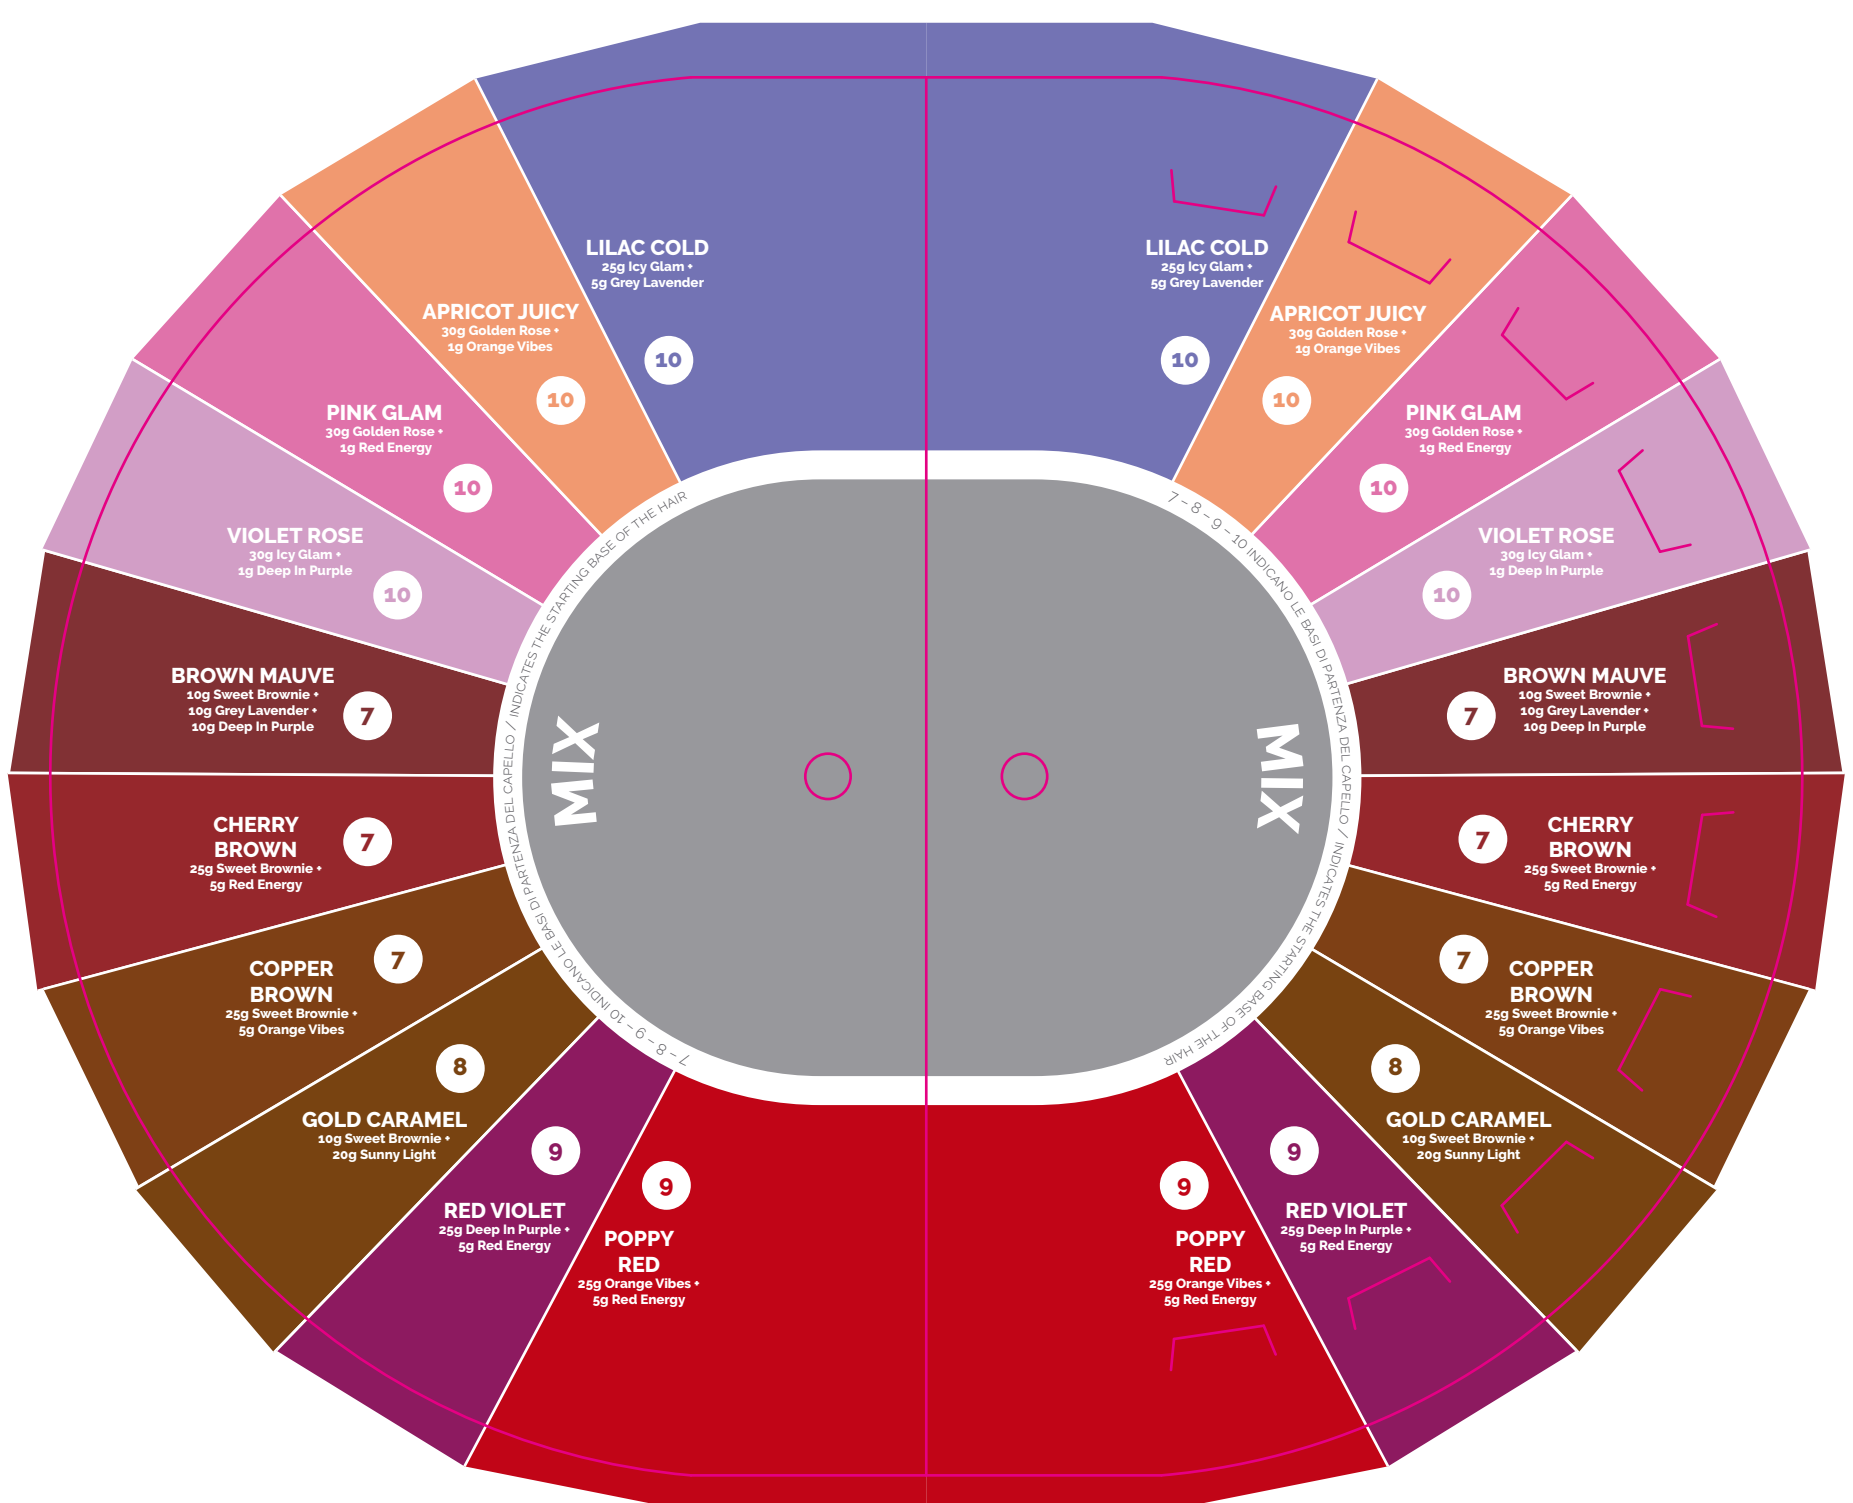 LILAC COLD
25g Icy Glam +
5g Grey Lavender
10
APRICOT JUICY
30g Golden Rose +
1g Orange Vibes
10
PINK GLAM
30g Golden Rose +
1g Red Energy
10
VIOLET ROSE
30g Icy Glam +
1g Deep In Purple
10
BROWN MAUVE
10g Sweet Brownie +
10g Grey Lavender +
10g Deep In Purple
7
CHERRY
BROWN
25g Sweet Brownie +
5g Red Energy
7
COPPER
BROWN
25g Sweet Brownie +
5g Orange Vibes
7
8
GOLD CARAMEL
10g Sweet Brownie +
20g Sunny Light
9
RED VIOLET
25g Deep In Purple +
5g Red Energy
9
POPPY
RED
25g Orange Vibes +
5g Red Energy
7 – 8 – 9 – 10 INDICANO LE BASI DI PARTENZA DEL CAPELLO / INDICATES THE STARTING BASE OF THE HAIR
MIX
LILAC COLD
25g Icy Glam +
5g Grey Lavender
10
APRICOT JUICY
30g Golden Rose +
1g Orange Vibes
10
PINK GLAM
30g Golden Rose +
1g Red Energy
10
VIOLET ROSE
30g Icy Glam +
1g Deep In Purple
10
BROWN MAUVE
10g Sweet Brownie +
10g Grey Lavender +
10g Deep In Purple
7
CHERRY
BROWN
25g Sweet Brownie +
5g Red Energy
7
COPPER
BROWN
25g Sweet Brownie +
5g Orange Vibes
7
8
GOLD CARAMEL
10g Sweet Brownie +
20g Sunny Light
9
RED VIOLET
25g Deep In Purple +
5g Red Energy
9
POPPY
RED
25g Orange Vibes +
5g Red Energy
7 – 8 – 9 – 10 INDICANO LE BASI DI PARTENZA DEL CAPELLO / INDICATES THE STARTING BASE OF THE HAIR
MIX